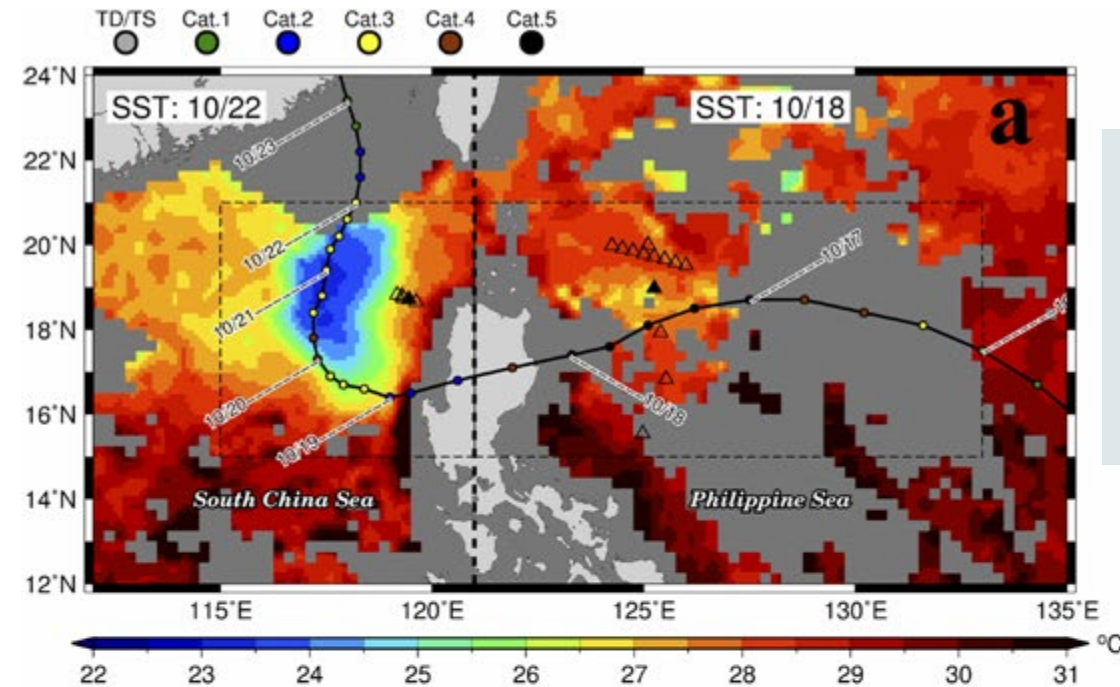 TD/TS Cat.1 Cat.2 Cat.3 Cat.4 Cat.5
24°N
SST: 10/22
SST: 10/18
a
22°N
10/23
20°N
10/22
10/17
18°N
10/21
16°N
10/20
10/18
10/19
14°N
South China Sea
Philippine Sea
12°N
115°E 120°E 125°E 130°E 135°E
°C
22 23 24 25 26 27 28 29 30 31